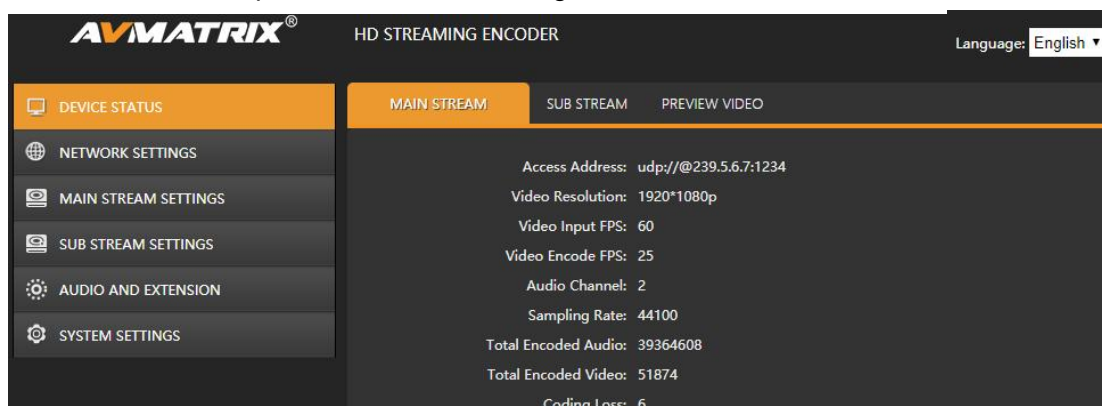 AVMATRIX®
HD STREAMING ENCODER
Language: English
DEVICE STATUS
NETWORK SETTINGS
MAIN STREAM SETTINGS
SUB STREAM SETTINGS
AUDIO AND EXTENSION
SYSTEM SETTINGS
MAIN STREAM SUB STREAM PREVIEW VIDEO
Access Address: udp://@239.5.6.7:1234
Video Resolution: 1920*1080p
Video Input FPS: 60
Video Encode FPS: 25
Audio Channel: 2
Sampling Rate: 44100
Total Encoded Audio: 39364608
Total Encoded Video: 51874
Coding Loss: 6